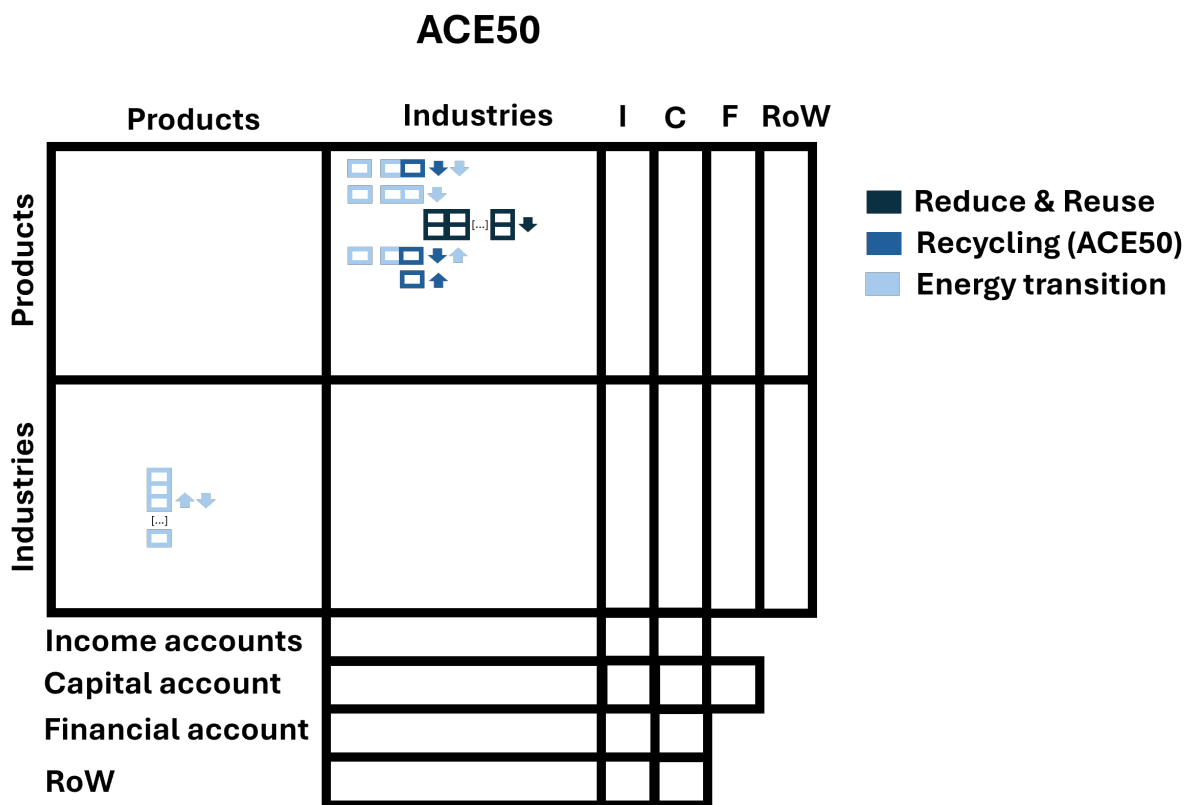 ACE50
Products
Industries
I
C
F
RoW
Products
[...]
Reduce & Reuse
Recycling (ACE50)
Energy transition
Industries
[...]
Income accounts
Capital account
Financial account
RoW